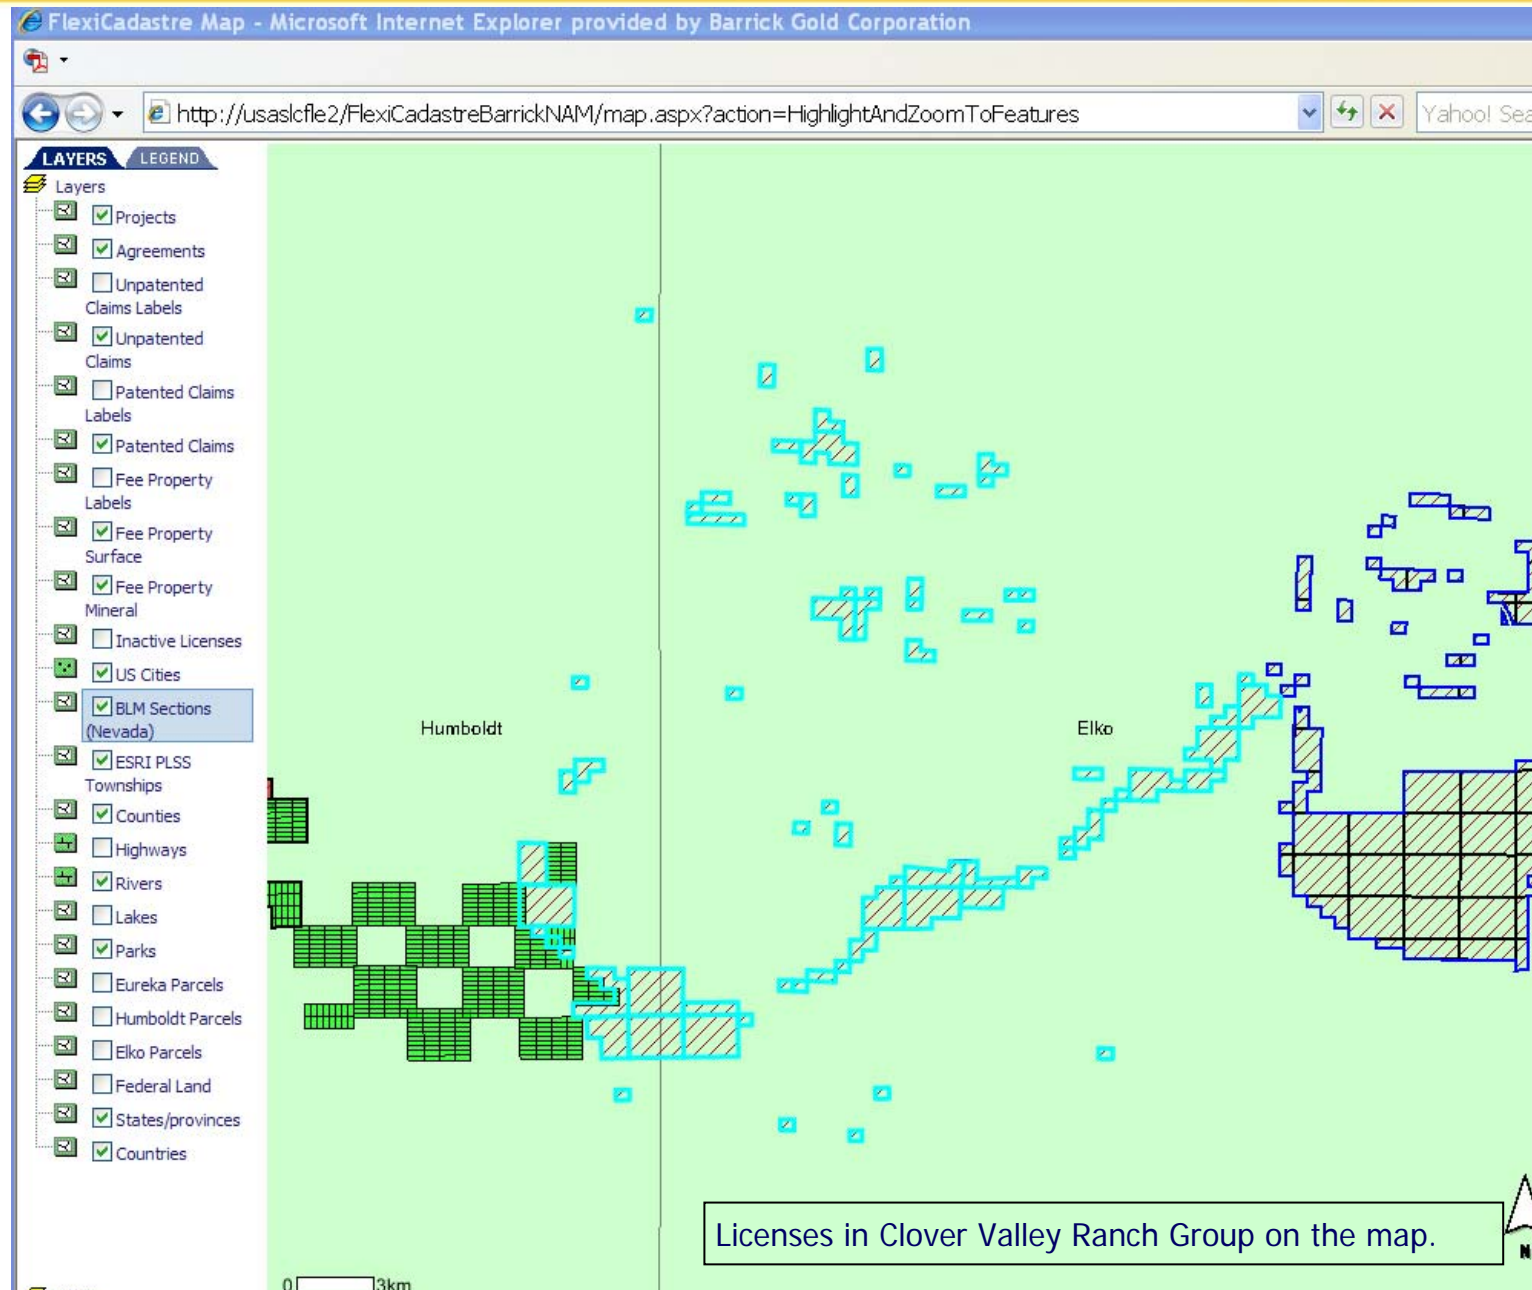 FlexiCadastre Map - Microsoft Internet Explorer provided by Barrick Gold Corporation
http://usaslcfle2/FlexiCadastreBarrickNAM/map.aspx?action=HighlightAndZoomToFeatures
Yahoo! Sea
LAYERS LEGEND
Layers
Projects
Agreements
Unpatented
Claims Labels
Unpatented
Claims
Patented Claims
Labels
Patented Claims
Fee Property
Labels
Fee Property
Surface
Fee Property
Mineral
Inactive Licenses
US Cities
BLM Sections
(Nevada)
ESRI PLSS
Townships
Counties
Highways
Rivers
Lakes
Parks
Eureka Parcels
Humboldt Parcels
Elko Parcels
Federal Land
States/provinces
Countries
Humboldt
Elko
Licenses in Clover Valley Ranch Group on the map.
N
0 3km